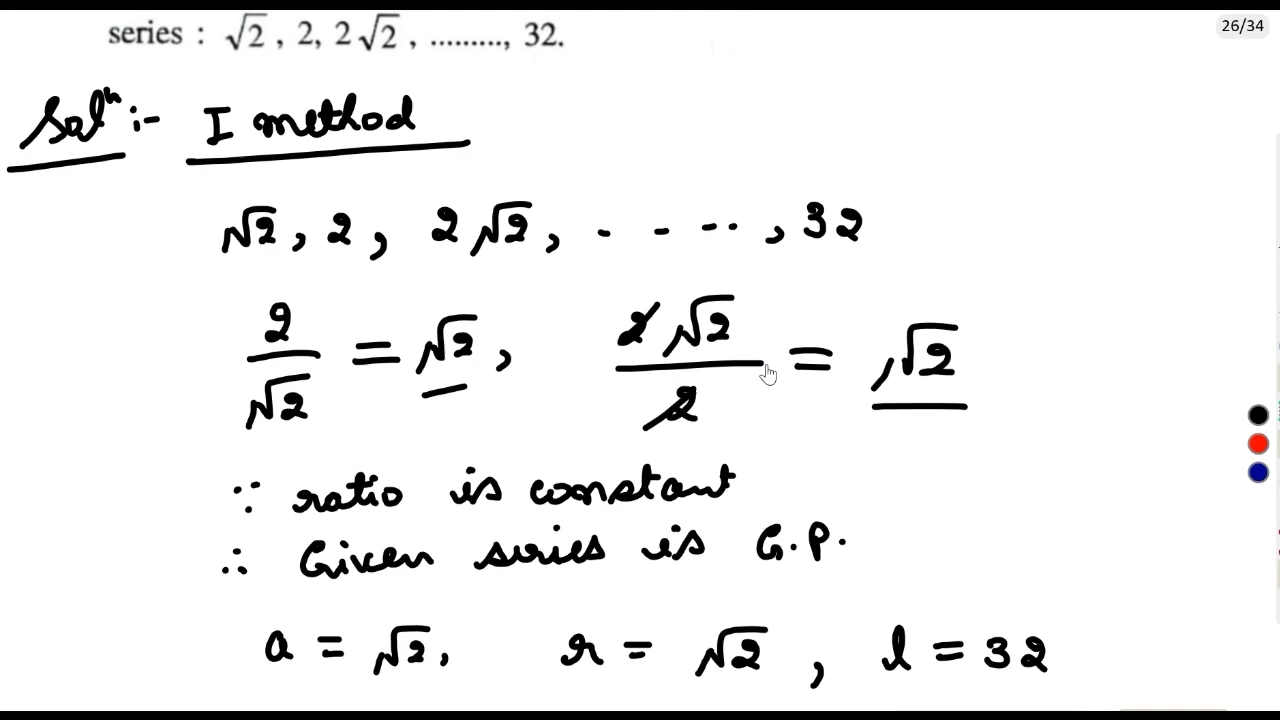 26/34
series : √2 , 2, 2√2 , ........., 32.
Solⁿ :- I method
√2, 2, 2√2, . . . . , 32
2/√2 = √2, 2√2/2 = √2
∵ ratio is constant
∴ Given series is G.P.
a = √2, r = √2, l = 32